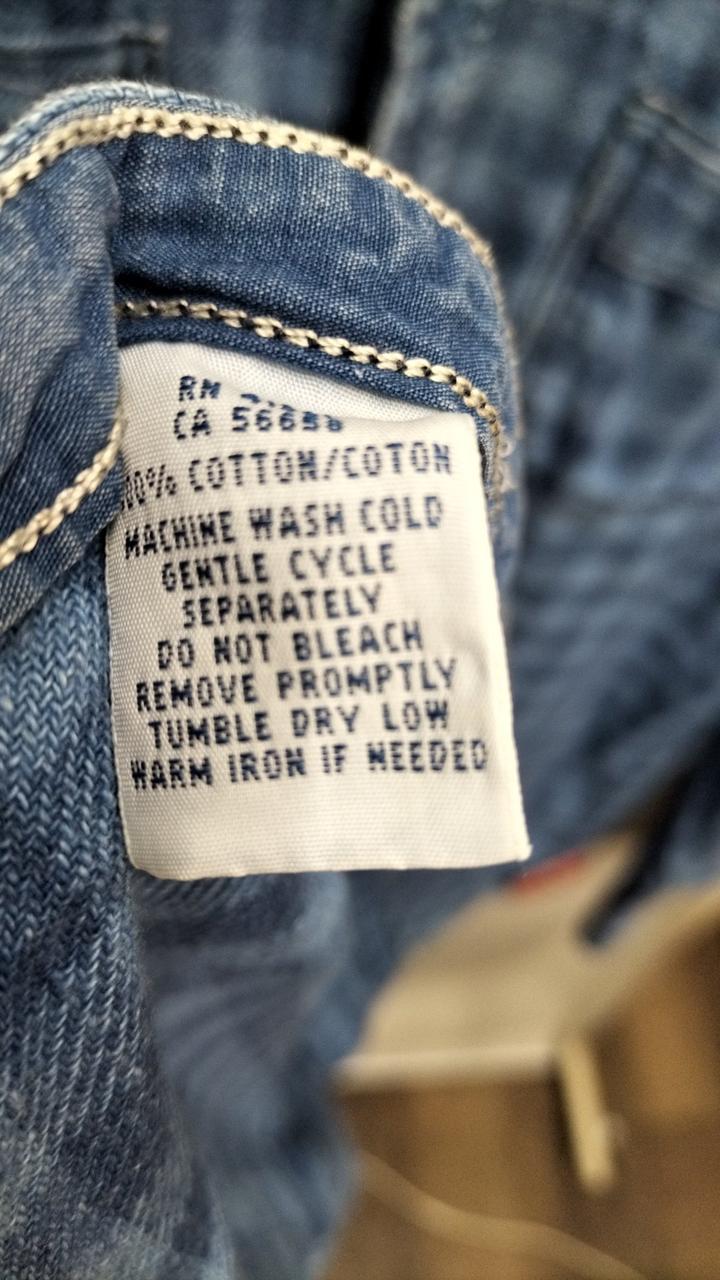 RN
CA 56658
100% COTTON/COTON
MACHINE WASH COLD
GENTLE CYCLE
SEPARATELY
DO NOT BLEACH
REMOVE PROMPTLY
TUMBLE DRY LOW
WARM IRON IF NEEDED